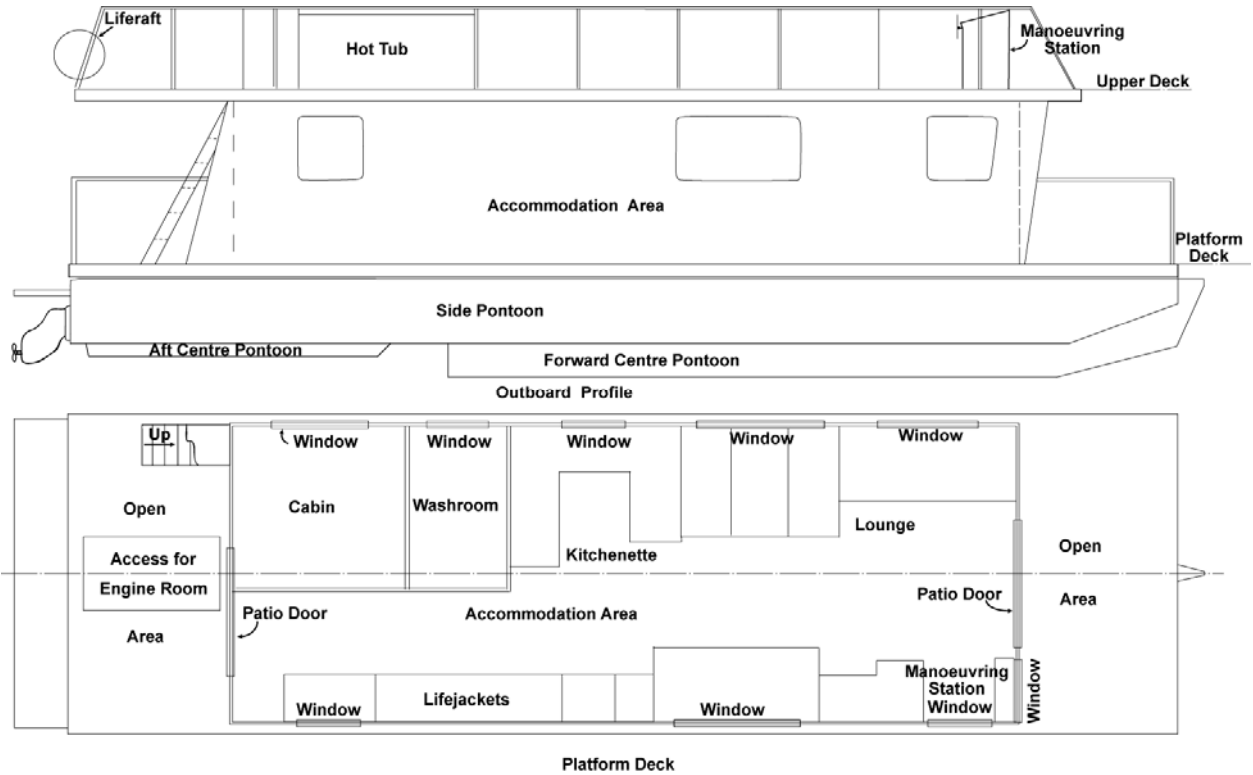 Liferaft
Hot Tub
Manoeuvring
Station
Upper Deck
Accommodation Area
Platform
Deck
Side Pontoon
Aft Centre Pontoon
Forward Centre Pontoon
Outboard Profile
Up
Window
Window
Window
Window
Window
Open
Cabin
Washroom
Lounge
Kitchenette
Open
Access for
Engine Room
Area
Patio Door
Accommodation Area
Patio Door
Area
Manoeuvring
Station
Window
Window
Lifejackets
Window
Window
Platform Deck